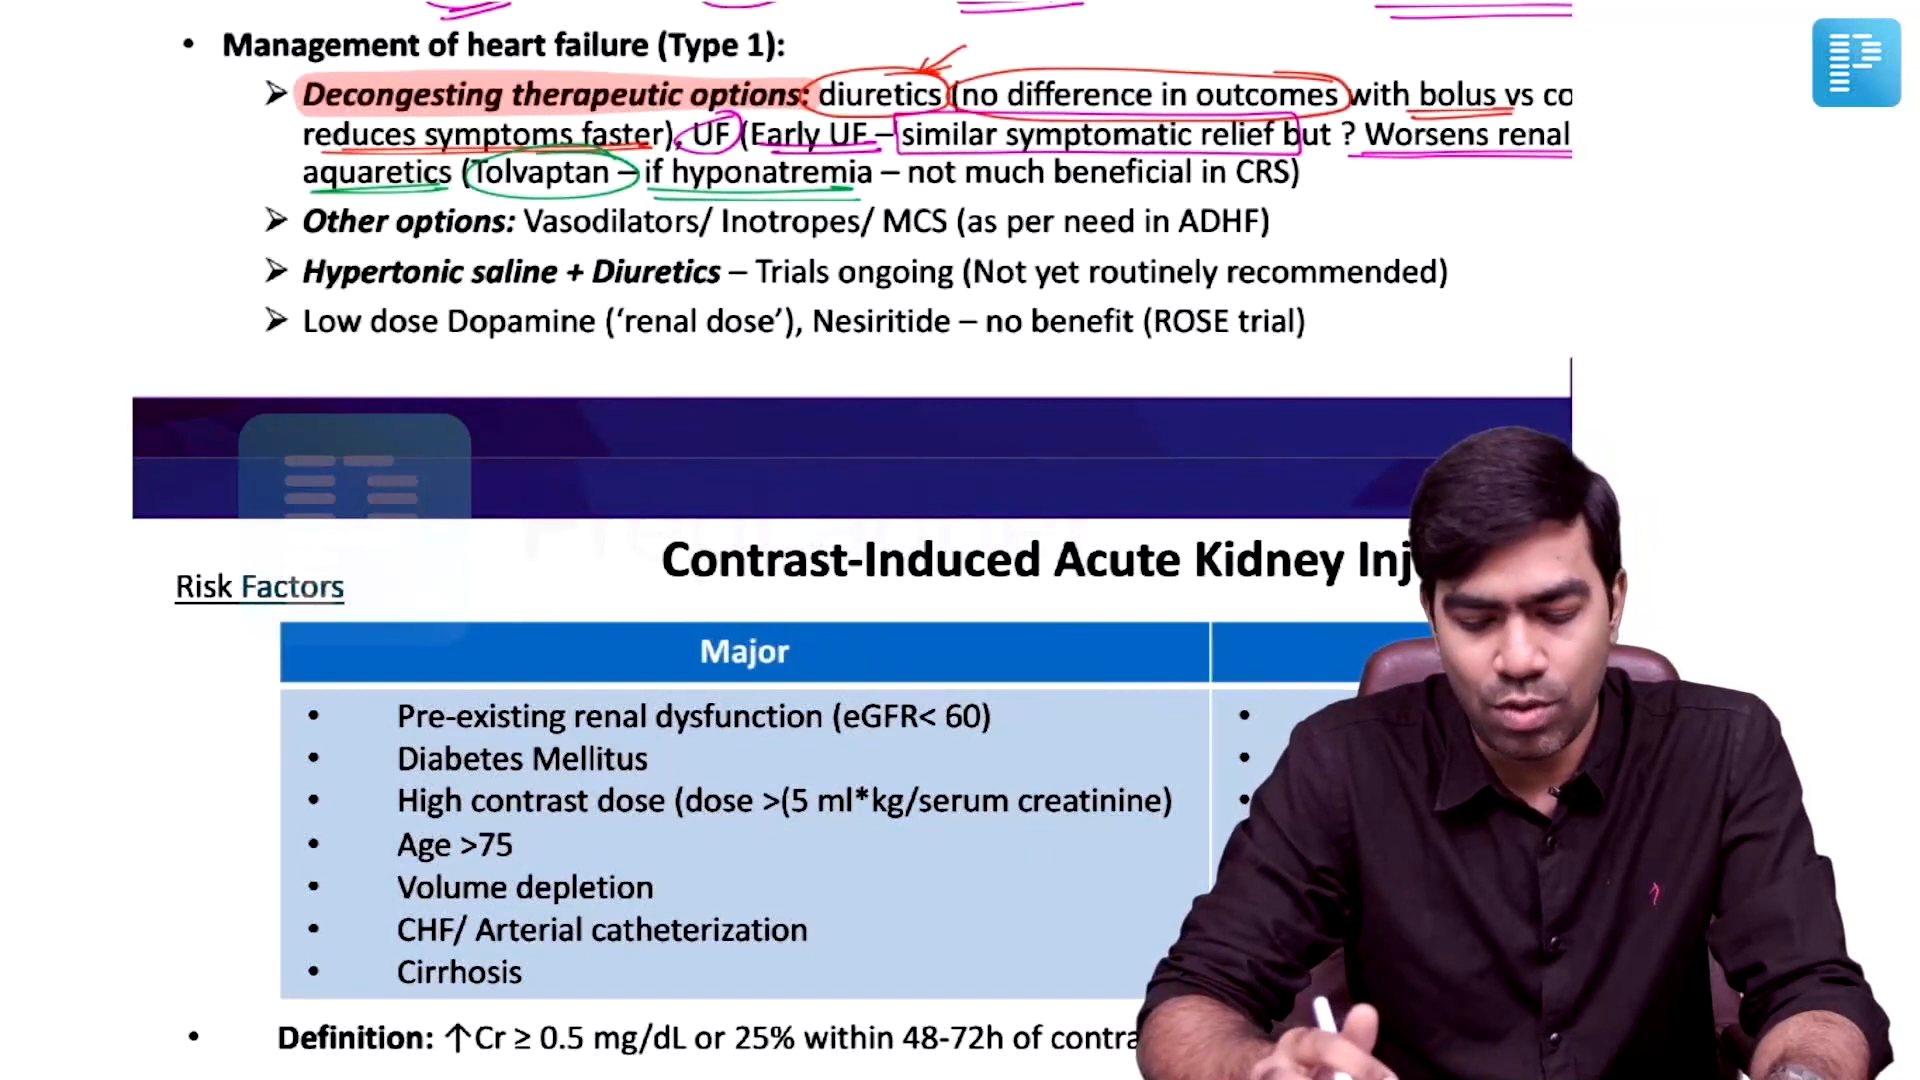 • Management of heart failure (Type 1):
➢ Decongesting therapeutic options: diuretics (no difference in outcomes with bolus vs co
reduces symptoms faster), UF (Early UF – similar symptomatic relief but ? Worsens renal
aquaretics (Tolvaptan – if hyponatremia – not much beneficial in CRS)
➢ Other options: Vasodilators/ Inotropes/ MCS (as per need in ADHF)
➢ Hypertonic saline + Diuretics – Trials ongoing (Not yet routinely recommended)
➢ Low dose Dopamine (‘renal dose’), Nesiritide – no benefit (ROSE trial)
Contrast-Induced Acute Kidney Inj
Risk Factors
Major
• Pre-existing renal dysfunction (eGFR< 60)
• Diabetes Mellitus
• High contrast dose (dose >(5 ml*kg/serum creatinine)
• Age >75
• Volume depletion
• CHF/ Arterial catheterization
• Cirrhosis
• Definition: ↑Cr ≥ 0.5 mg/dL or 25% within 48-72h of contra